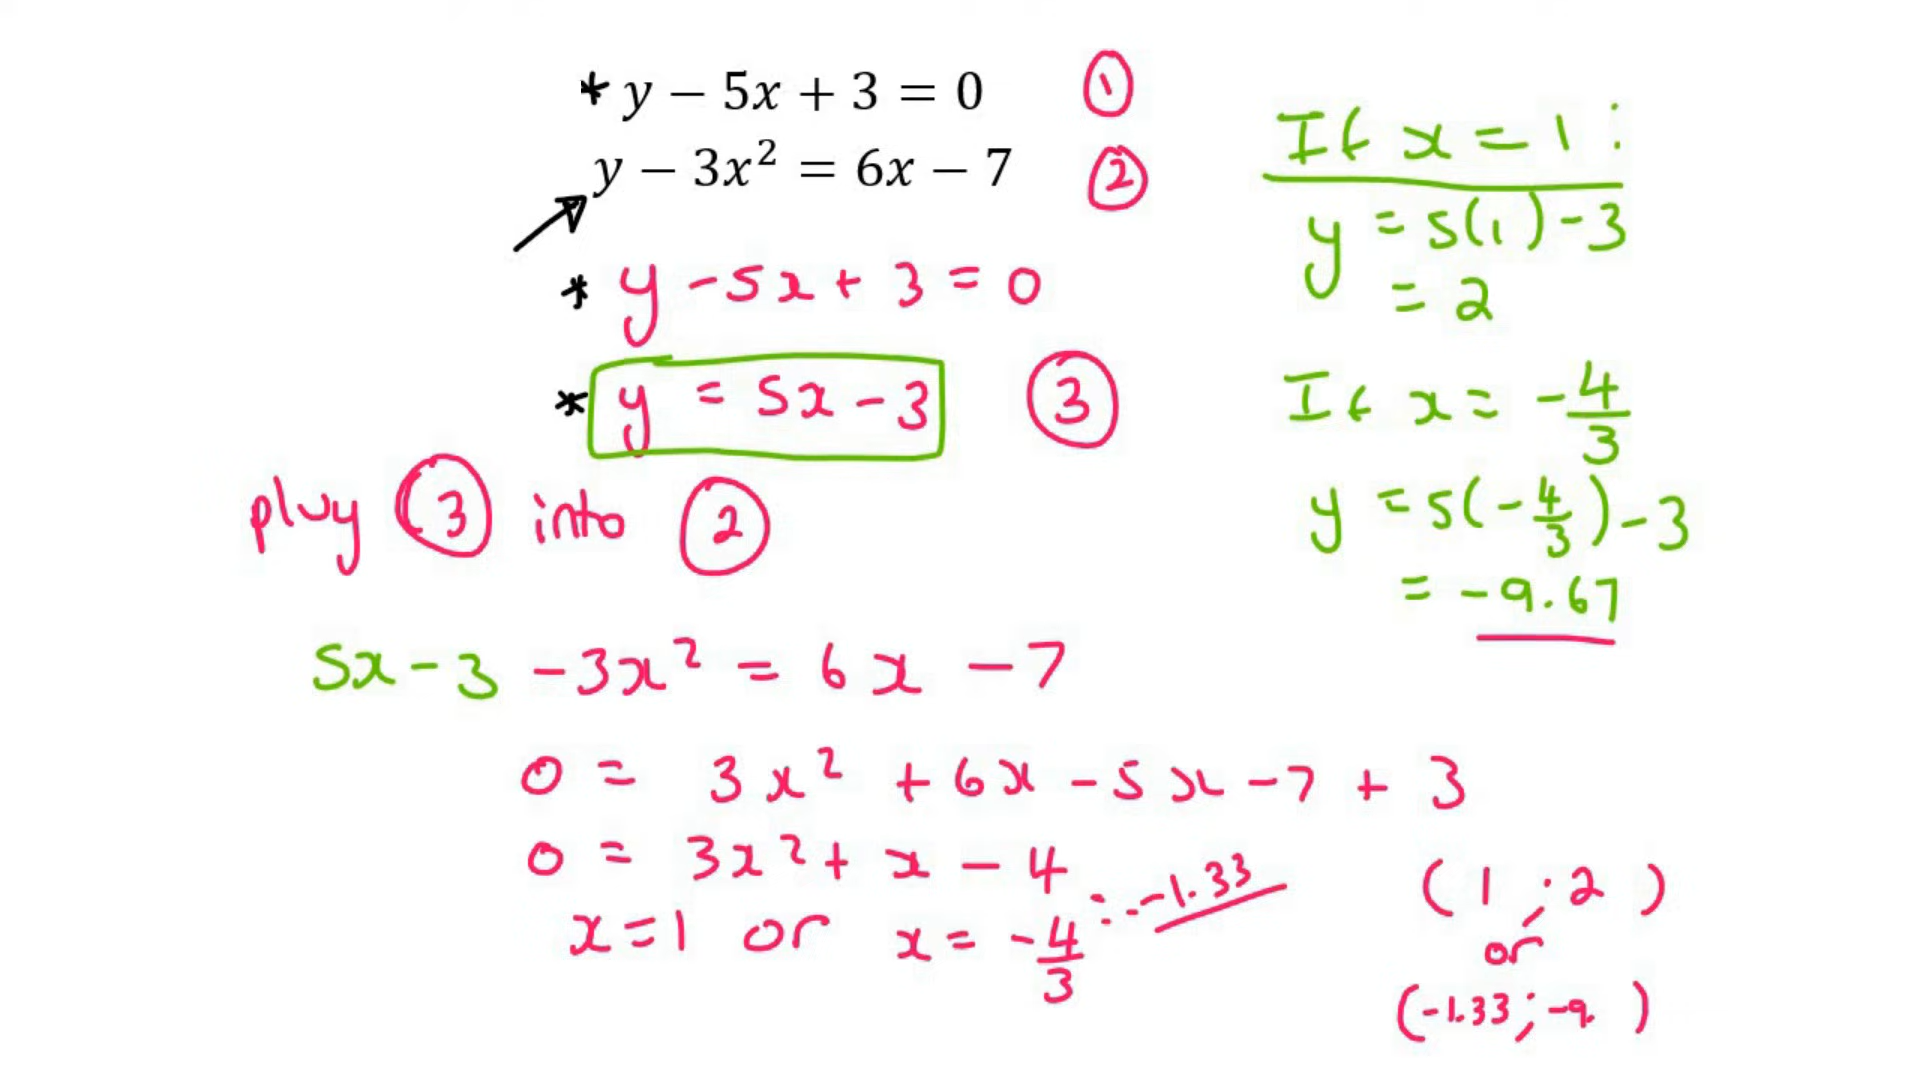 * y − 5x + 3 = 0 ①
y − 3x² = 6x − 7 ②
* y - 5x + 3 = 0
* y = 5x - 3 ③
plug ③ into ②
5x - 3 - 3x² = 6x - 7
0 = 3x² + 6x - 5x - 7 + 3
0 = 3x² + x - 4
x = 1 or x = -4/3 = -1.33
If x = 1 :
y = 5(1) - 3
= 2
If x = -4/3
y = 5(-4/3) - 3
= -9.67
(1 ; 2)
or
(-1.33 ; -9. )